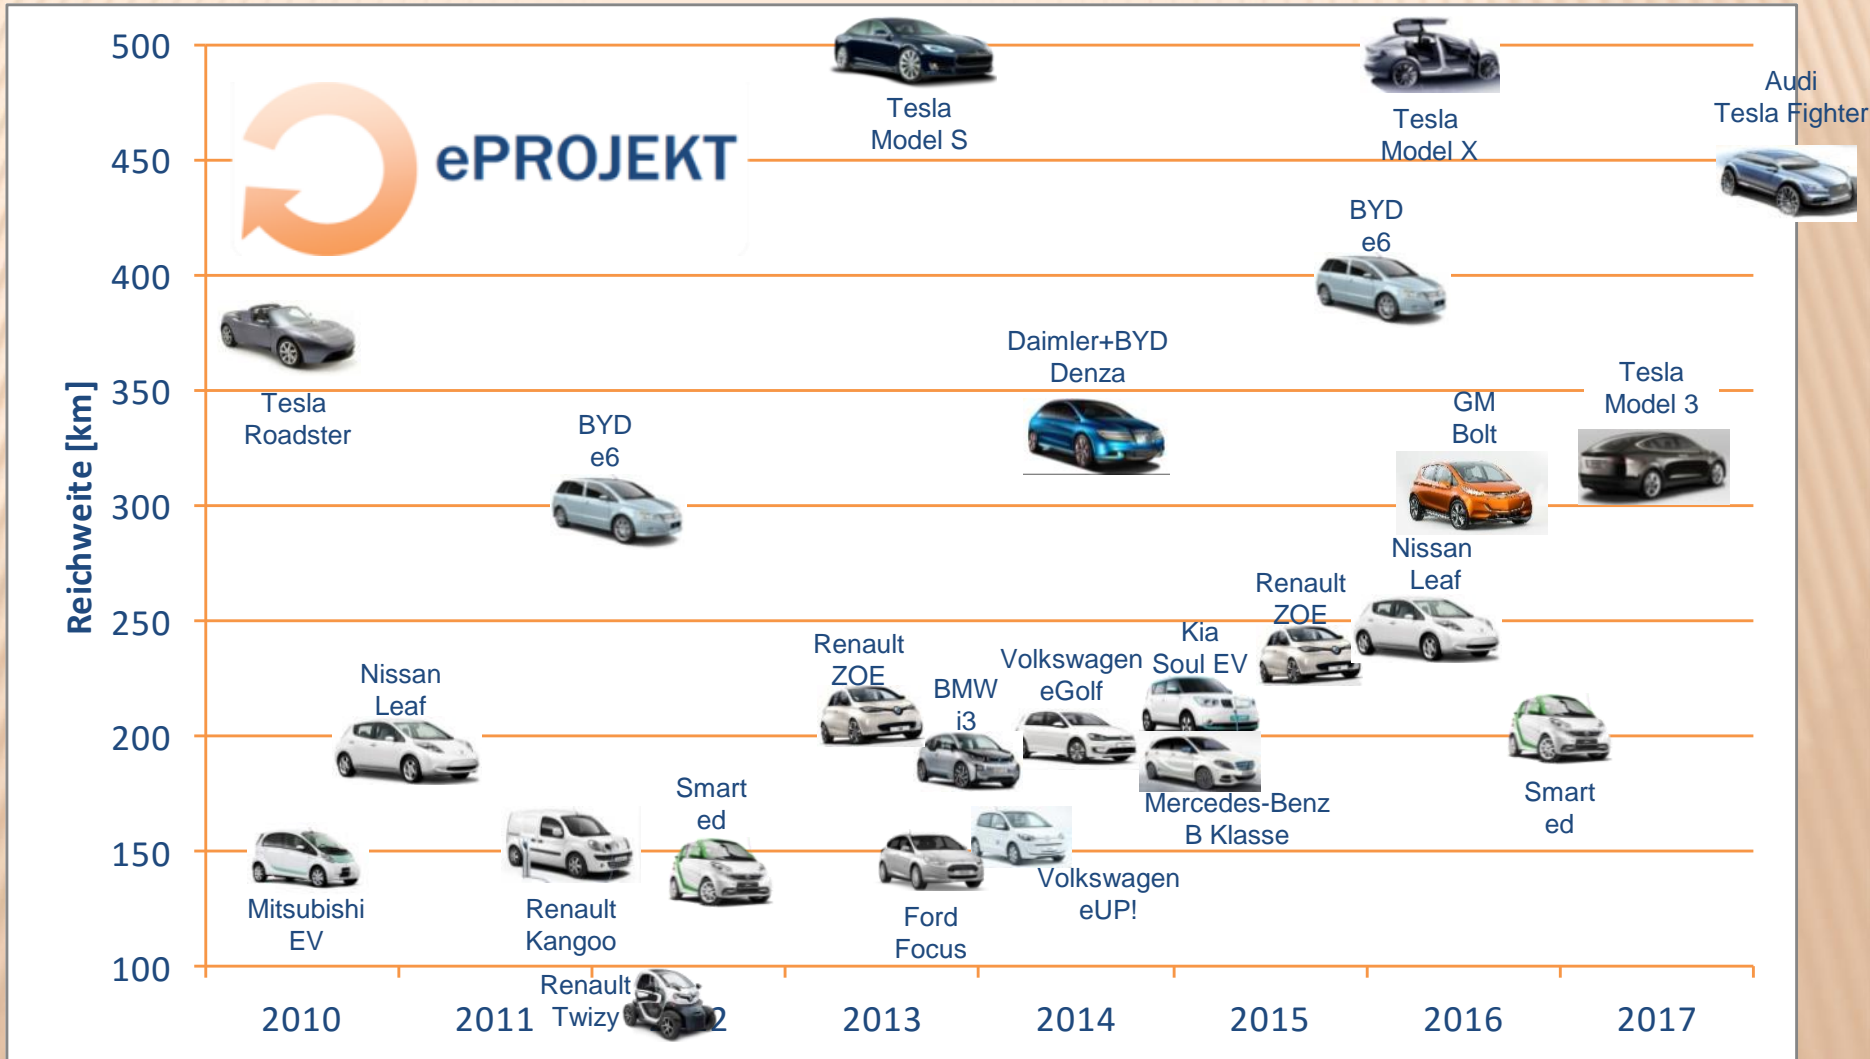 500
Tesla
Model S
Tesla
Model X
Audi
Tesla Fighter
ePROJEKT
450
BYD
e6
400
Tesla
Roadster
Daimler+BYD
Denza
350
Tesla
Model 3
GM
Bolt
BYD
e6
Reichweite [km]
300
Nissan
Leaf
Renault
ZOE
250
Kia
Soul EV
Renault
ZOE
Volkswagen
eGolf
BMW
i3
Nissan
Leaf
200
Smart
ed
Mercedes-Benz
B Klasse
Smart
ed
150
Mitsubishi
EV
Renault
Kangoo
Volkswagen
eUP!
Ford
Focus
100
Renault
Twizy
2010
2011
2
2013
2014
2015
2016
2017